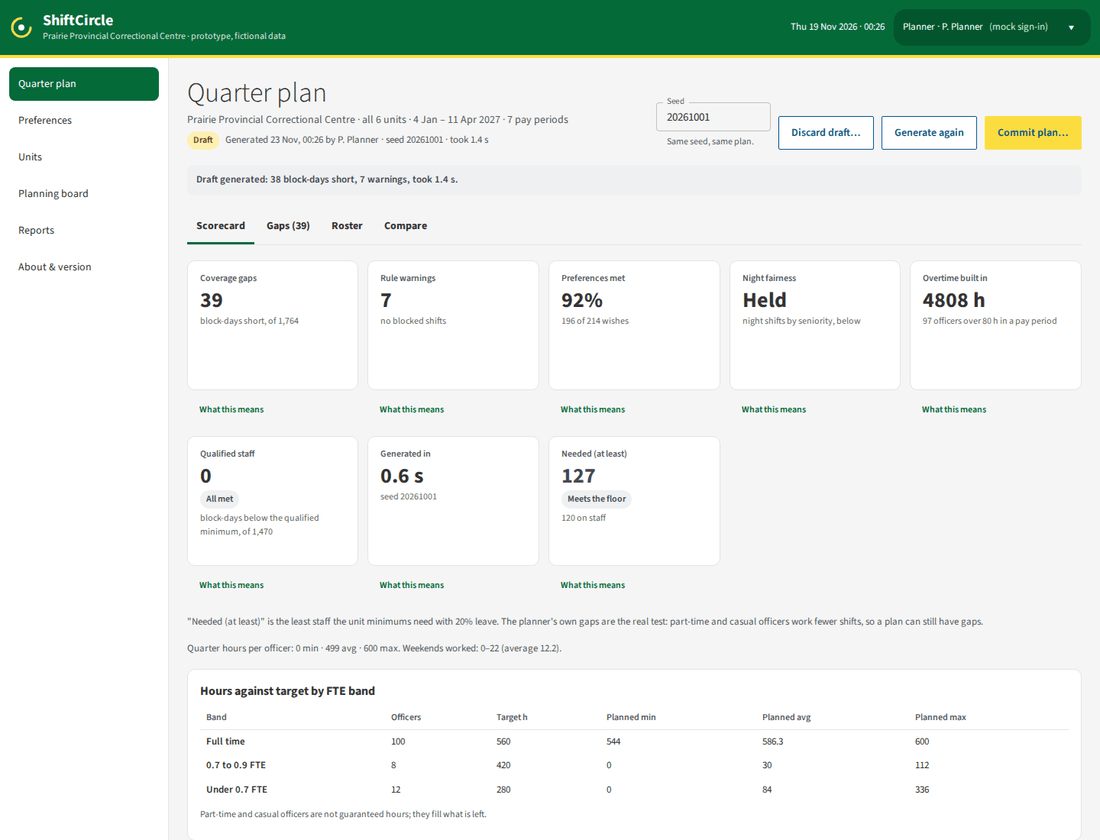 ShiftCircle
Prairie Provincial Correctional Centre · prototype, fictional data
Thu 19 Nov 2026 · 00:26
Planner · P. Planner (mock sign-in)
Quarter plan
Preferences
Units
Planning board
Reports
About & version
Quarter plan
Prairie Provincial Correctional Centre · all 6 units · 4 Jan – 11 Apr 2027 · 7 pay periods
Draft Generated 23 Nov, 00:26 by P. Planner · seed 20261001 · took 1.4 s
Seed
20261001
Same seed, same plan.
Discard draft…
Generate again
Commit plan…
Draft generated: 38 block-days short, 7 warnings, took 1.4 s.
Scorecard Gaps (39) Roster Compare
Coverage gaps
39
block-days short, of 1,764
What this means
Rule warnings
7
no blocked shifts
What this means
Preferences met
92%
196 of 214 wishes
What this means
Night fairness
Held
night shifts by seniority, below
What this means
Overtime built in
4808 h
97 officers over 80 h in a pay period
What this means
Qualified staff
0
All met
block-days below the qualified
minimum, of 1,470
What this means
Generated in
0.6 s
seed 20261001
What this means
Needed (at least)
127
Meets the floor
120 on staff
What this means
"Needed (at least)" is the least staff the unit minimums need with 20% leave. The planner's own gaps are the real test: part-time and casual officers work fewer shifts, so a plan can still have gaps.
Quarter hours per officer: 0 min · 499 avg · 600 max. Weekends worked: 0–22 (average 12.2).
Hours against target by FTE band
Band Officers Target h Planned min Planned avg Planned max
Full time 100 560 544 586.3 600
0.7 to 0.9 FTE 8 420 0 30 112
Under 0.7 FTE 12 280 0 84 336
Part-time and casual officers are not guaranteed hours; they fill what is left.